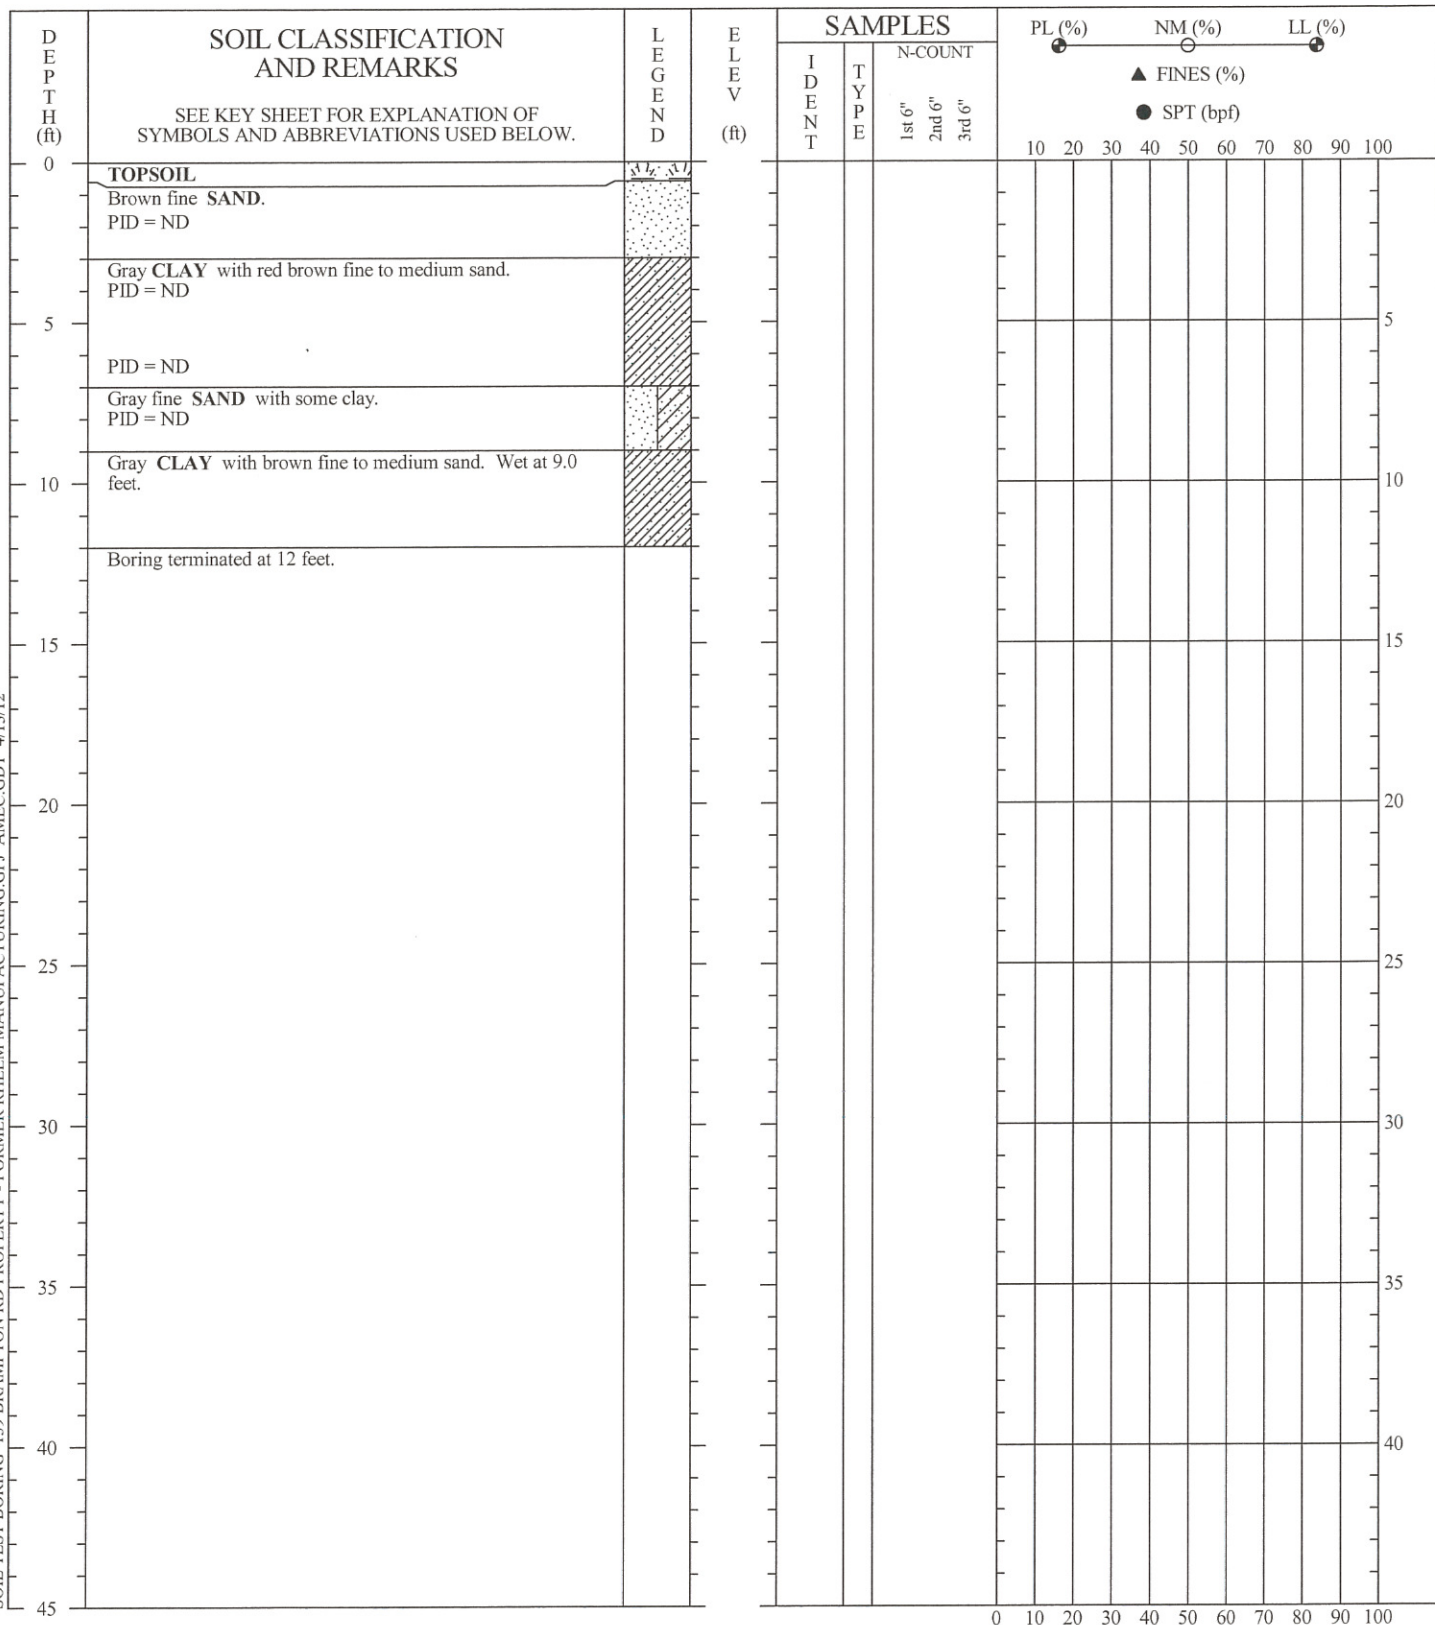 DEPTH
(ft)
SOIL CLASSIFICATION
AND REMARKS
SEE KEY SHEET FOR EXPLANATION OF
SYMBOLS AND ABBREVIATIONS USED BELOW.
LEGEND
ELEV
(ft)
SAMPLES
IDENT
TYPE
N-COUNT
1st 6"
2nd 6"
3rd 6"
PL (%)
NM (%)
LL (%)
▲ FINES (%)
● SPT (bpf)
10 20 30 40 50 60 70 80 90 100
0
TOPSOIL
Brown fine SAND.
PID = ND
Gray CLAY with red brown fine to medium sand.
PID = ND
5
5
PID = ND
Gray fine SAND with some clay.
PID = ND
Gray CLAY with brown fine to medium sand. Wet at 9.0
feet.
10
10
Boring terminated at 12 feet.
15
15
20
20
25
25
30
30
35
35
40
40
45
0 10 20 30 40 50 60 70 80 90 100